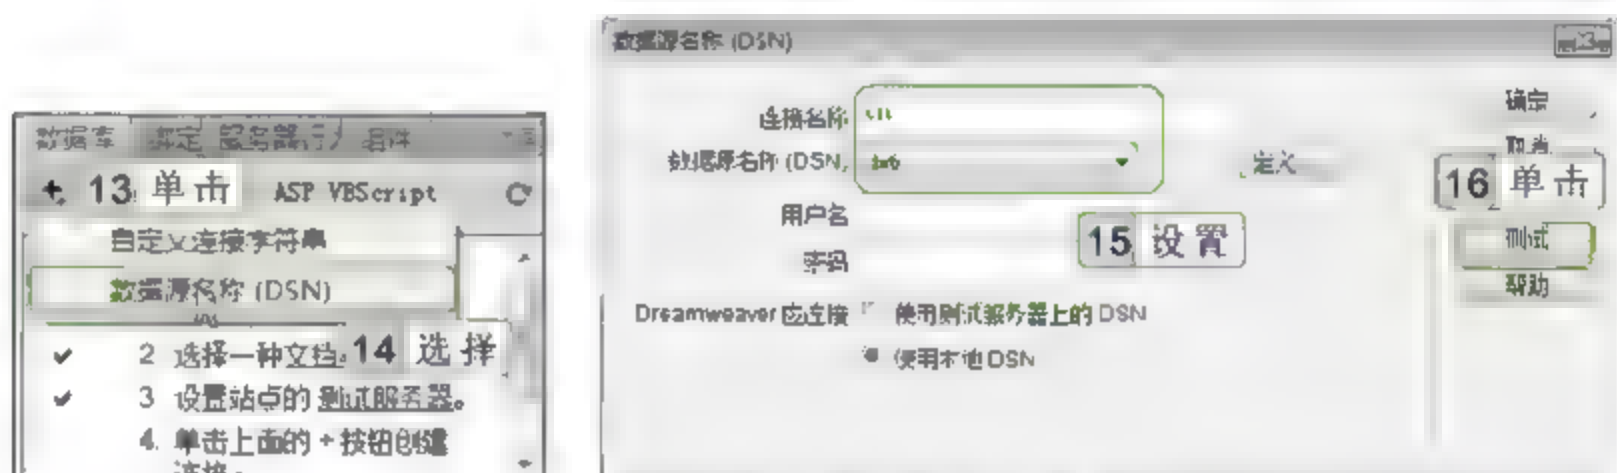 数据库 绑定 服务器行 组件
13 单击 ASP VBScript
自定义连接字符串
数据源名称 (DSN)
14 选择
2 选择一种文档
3 设置站点的 测试服务器。
4. 单击上面的 + 按钮创建
连接。
数据源名称 (DSN)
连接名称
数据源名称 (DSN)
定义
用户名
15 设置
密码
Dreamweaver 应连接 使用测试服务器上的 DSN
使用本地 DSN
确定
取消
16 单击
测试
帮助